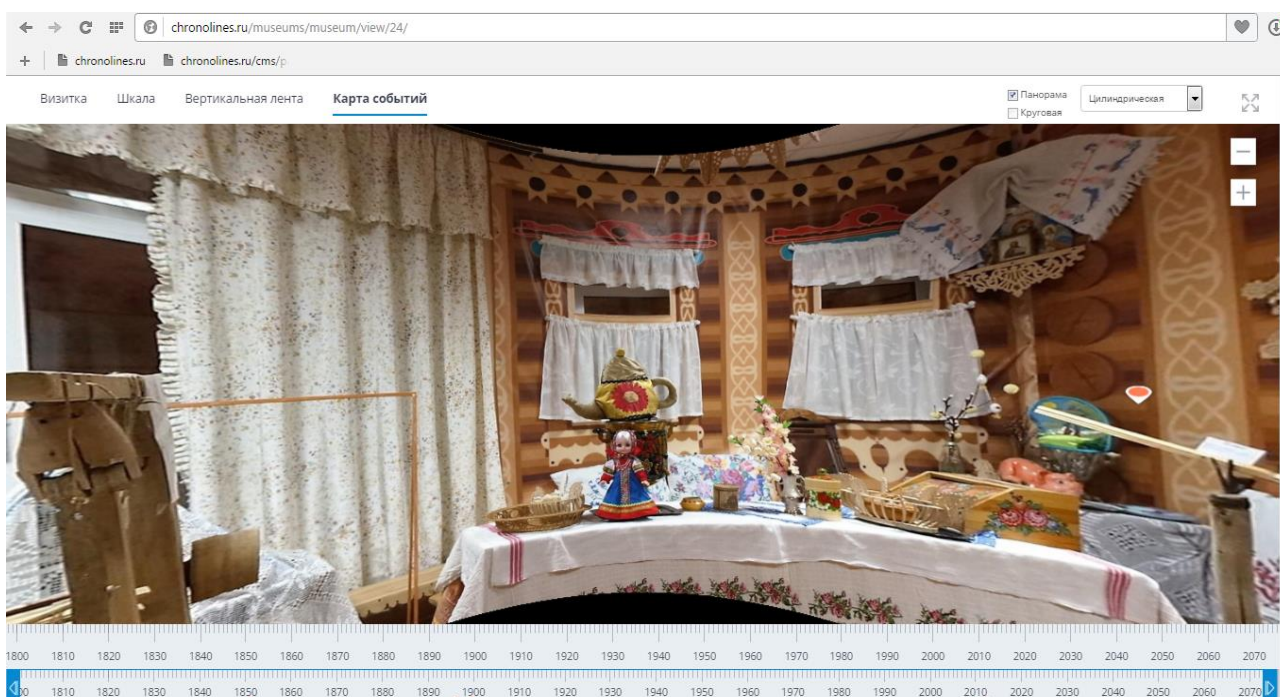 chronolines.ru/museums/museum/view/24/
+ chronolines.ru chronolines.ru/cms/p
Визитка Шкала Вертикальная лента Карта событий
Панорама
Круговая
Цилиндрическая
1800 1810 1820 1830 1840 1850 1860 1870 1880 1890 1900 1910 1920 1930 1940 1950 1960 1970 1980 1990 2000 2010 2020 2030 2040 2050 2060 2070
1810 1820 1830 1840 1850 1860 1870 1880 1890 1900 1910 1920 1930 1940 1950 1960 1970 1980 1990 2000 2010 2020 2030 2040 2050 2060 2070